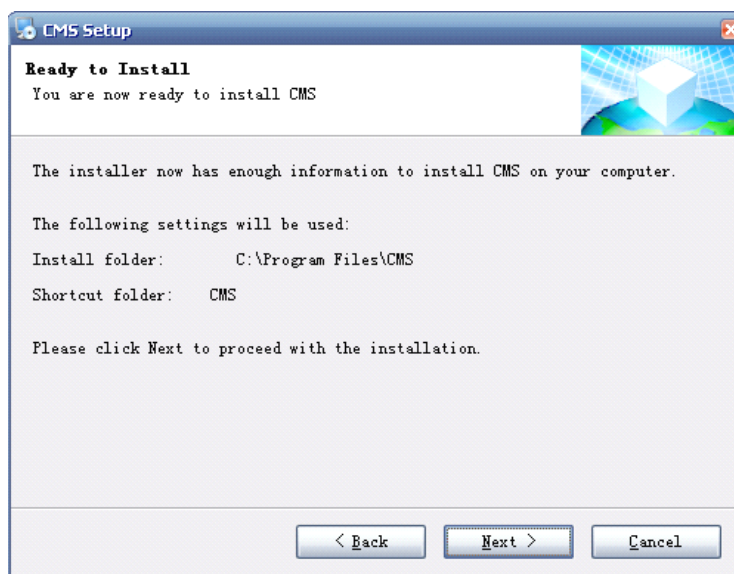 CMS Setup
Ready to Install
You are now ready to install CMS
The installer now has enough information to install CMS on your computer.
The following settings will be used:
Install folder: C:\Program Files\CMS
Shortcut folder: CMS
Please click Next to proceed with the installation.
< Back Next > Cancel